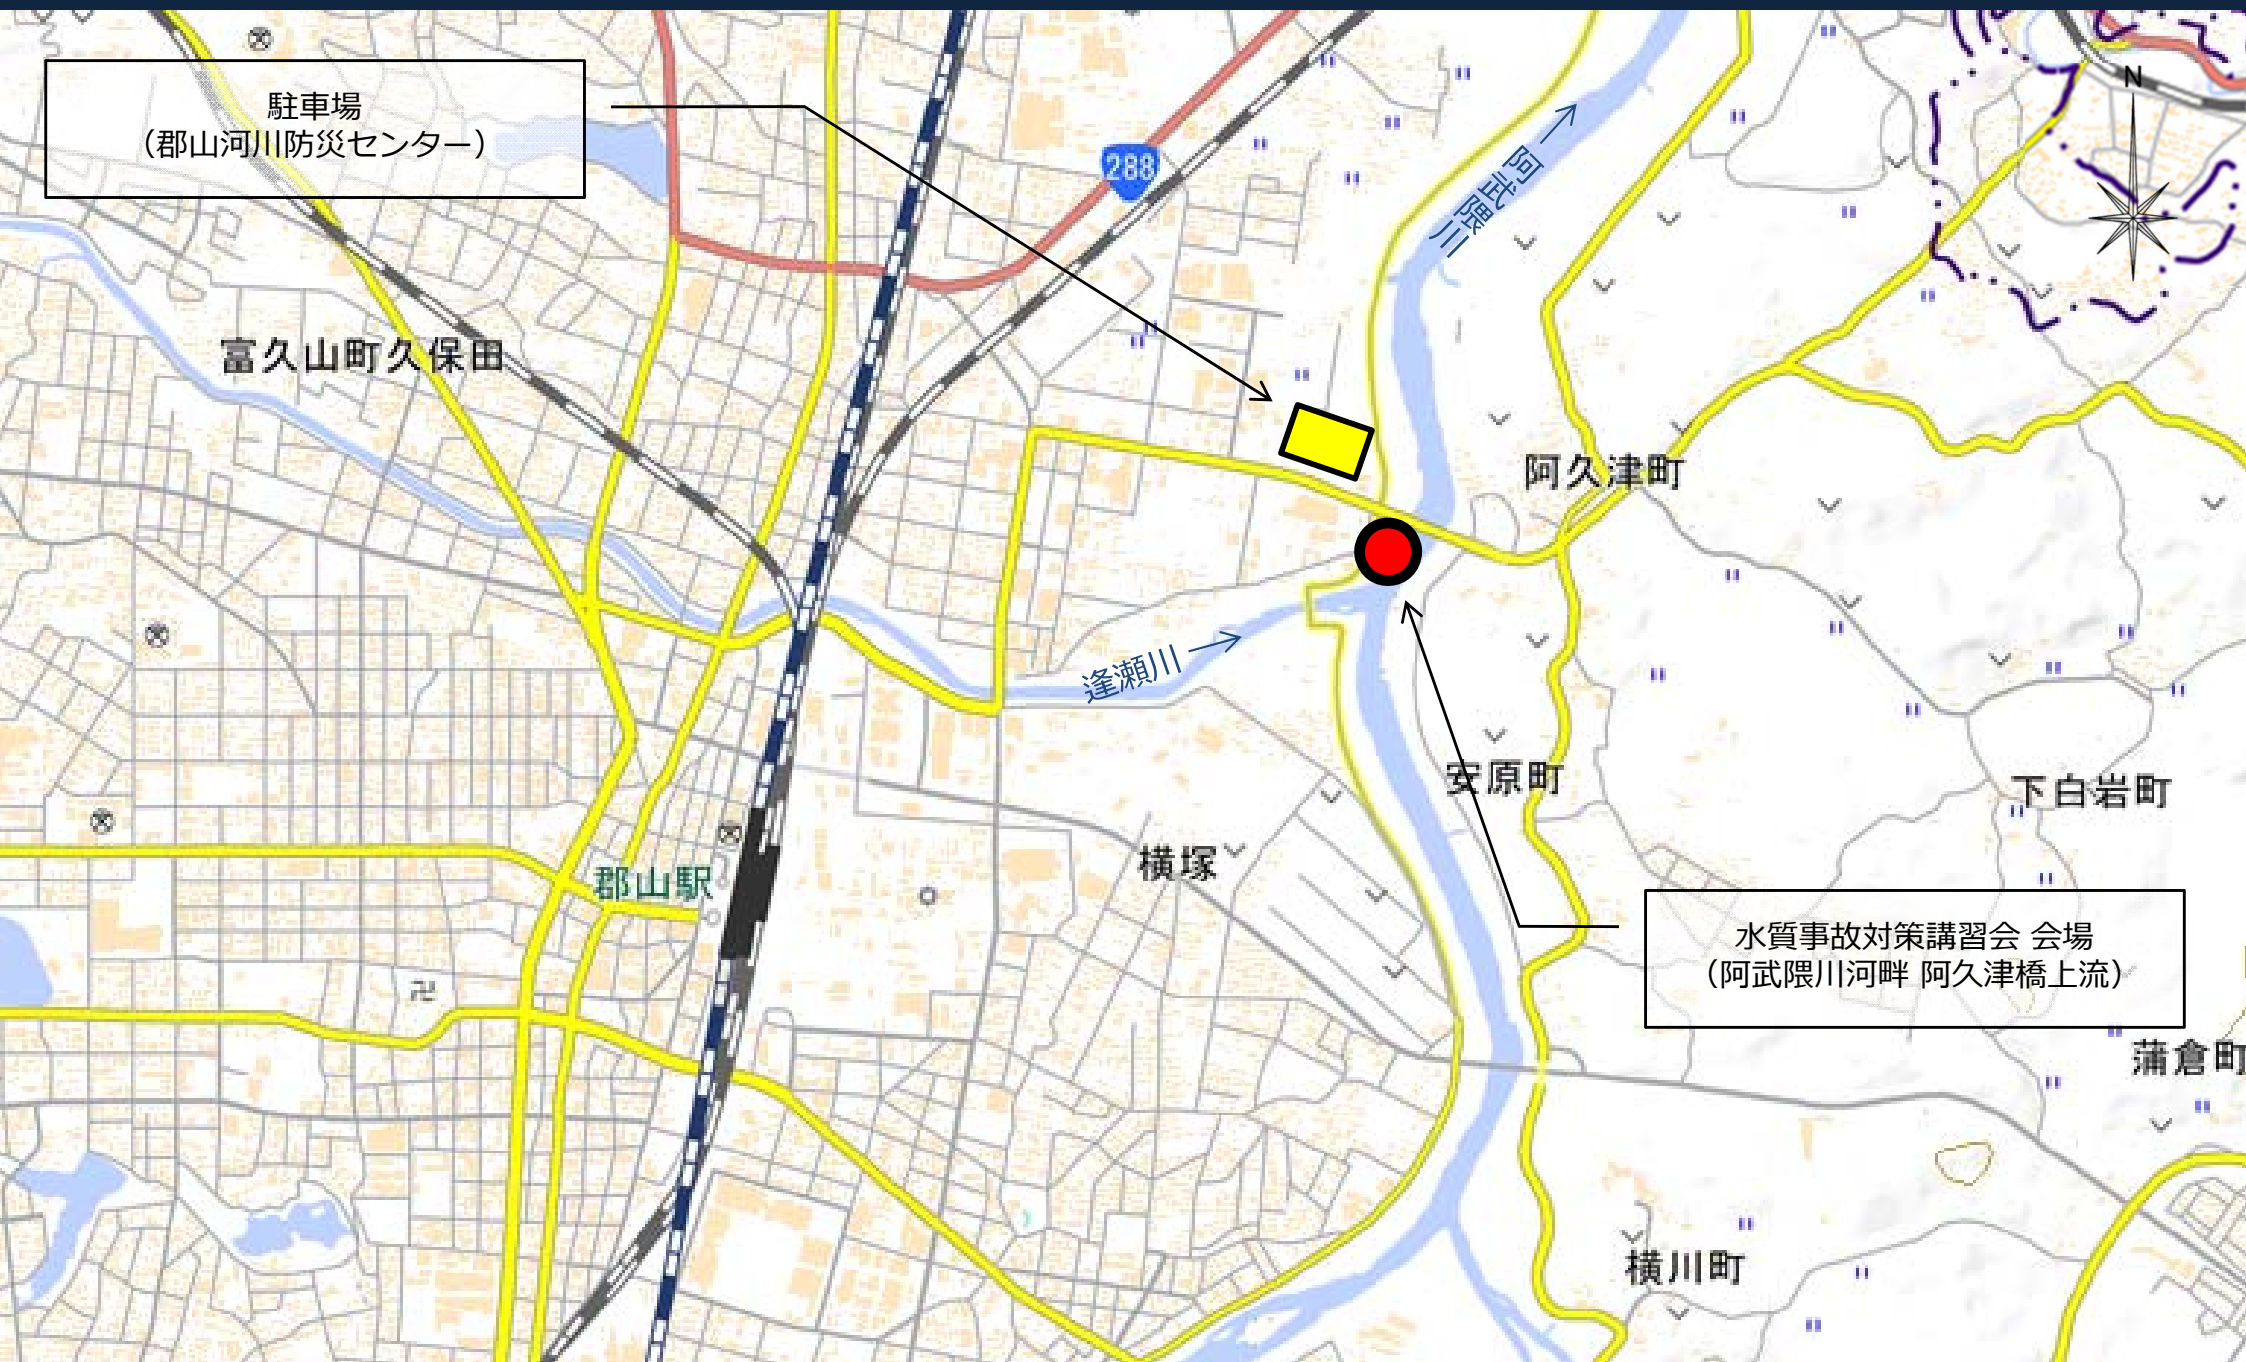 駐車場
（郡山河川防災センター）
N
288
阿武隈川
富久山町久保田
阿久津町
逢瀬川
安原町
下白岩町
横塚
郡山駅
水質事故対策講習会 会場
（阿武隈川河畔 阿久津橋上流）
蒲倉町
横川町